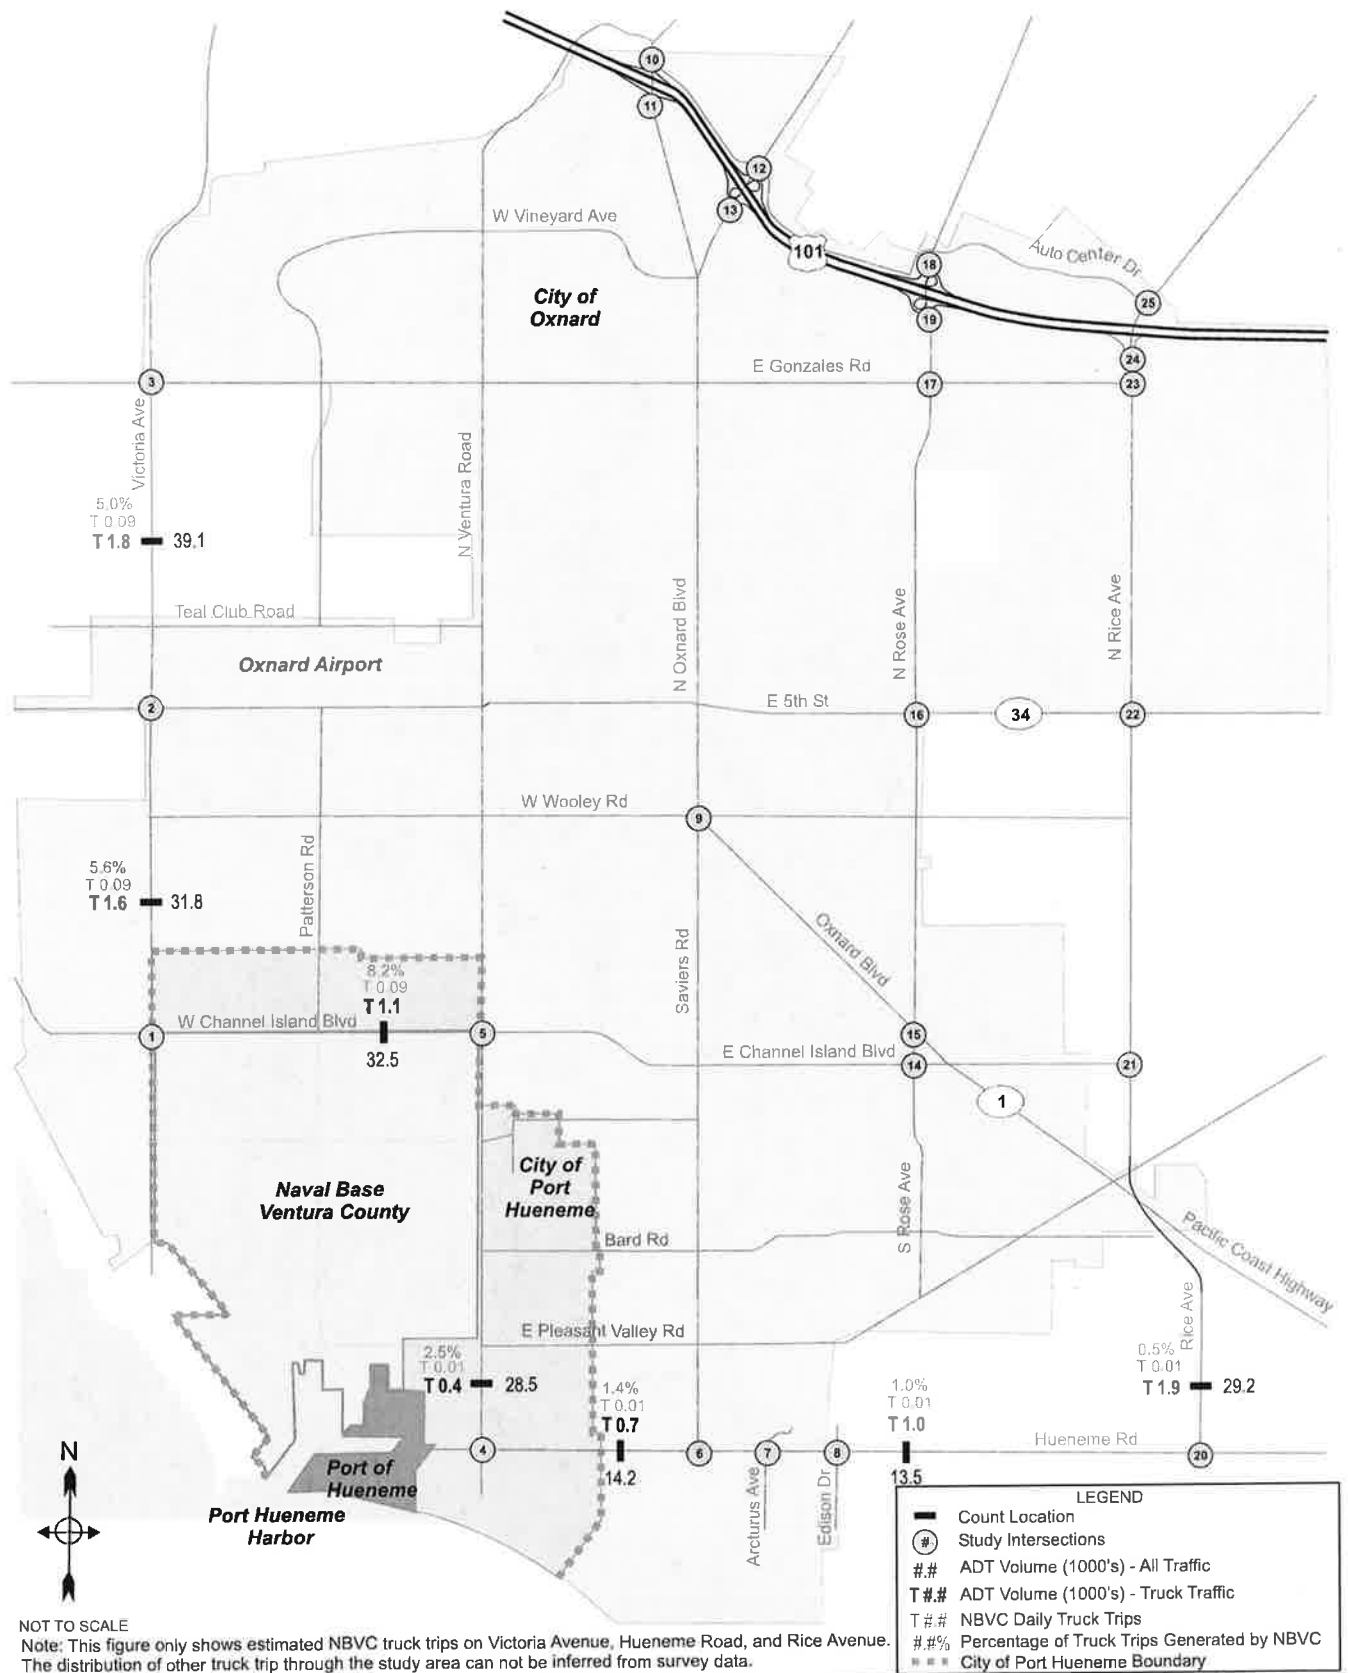 10
11
12
13
W Vineyard Ave
101
18
Auto Center Dr
City of
Oxnard
25
19
24
E Gonzales Rd
3
17
23
Victoria Ave
N Ventura Road
5.0%
T 0.09
T 1.8
39.1
N Oxnard Blvd
N Rose Ave
N Rice Ave
Teal Club Road
Oxnard Airport
E 5th St
2
16
34
22
W Wooley Rd
9
Patterson Rd
5.6%
T 0.09
T 1.6
31.8
Saviers Rd
Oxnard Blvd
8.2%
T 0.09
T 1.1
W Channel Island Blvd
1
5
32.5
15
E Channel Island Blvd
14
21
1
City of
Port
Hueneme
Naval Base
Ventura County
S Rose Ave
Bard Rd
Pacific Coast Highway
E Pleasant Valley Rd
Rice Ave
2.5%
T 0.01
T 0.4
28.5
1.4%
T 0.01
T 0.7
14.2
1.0%
T 0.01
T 1.0
13.5
0.5%
T 0.01
T 1.9
29.2
Hueneme Rd
4
6
7
8
20
N
Port of
Hueneme
Port Hueneme
Harbor
Arcturus Ave
Edison Dr
LEGEND
Count Location
# Study Intersections
#.# ADT Volume (1000's) - All Traffic
T #.# ADT Volume (1000's) - Truck Traffic
T #.# NBVC Daily Truck Trips
#.#% Percentage of Truck Trips Generated by NBVC
City of Port Hueneme Boundary
NOT TO SCALE
Note: This figure only shows estimated NBVC truck trips on Victoria Avenue, Hueneme Road, and Rice Avenue.
The distribution of other truck trip through the study area can not be inferred from survey data.